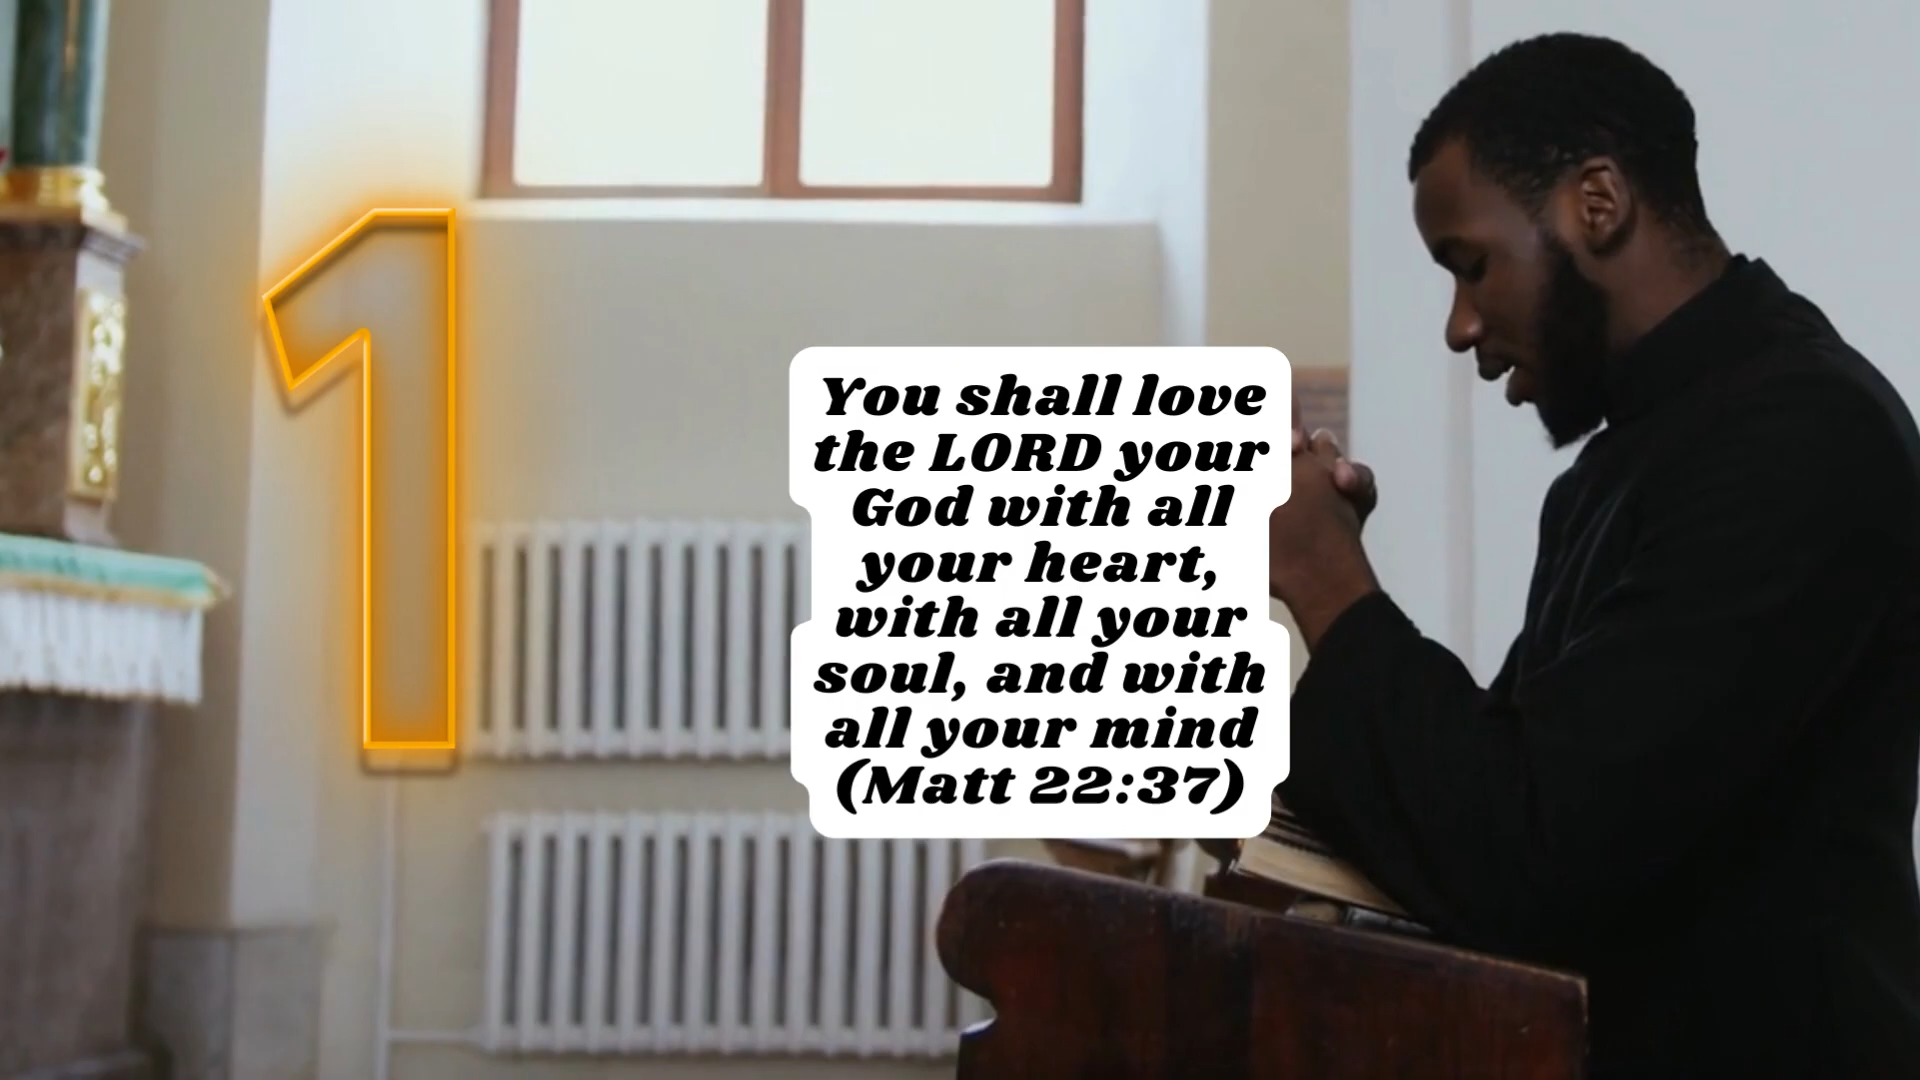 1
You shall love
the LORD your
God with all
your heart,
with all your
soul, and with
all your mind
(Matt 22:37)